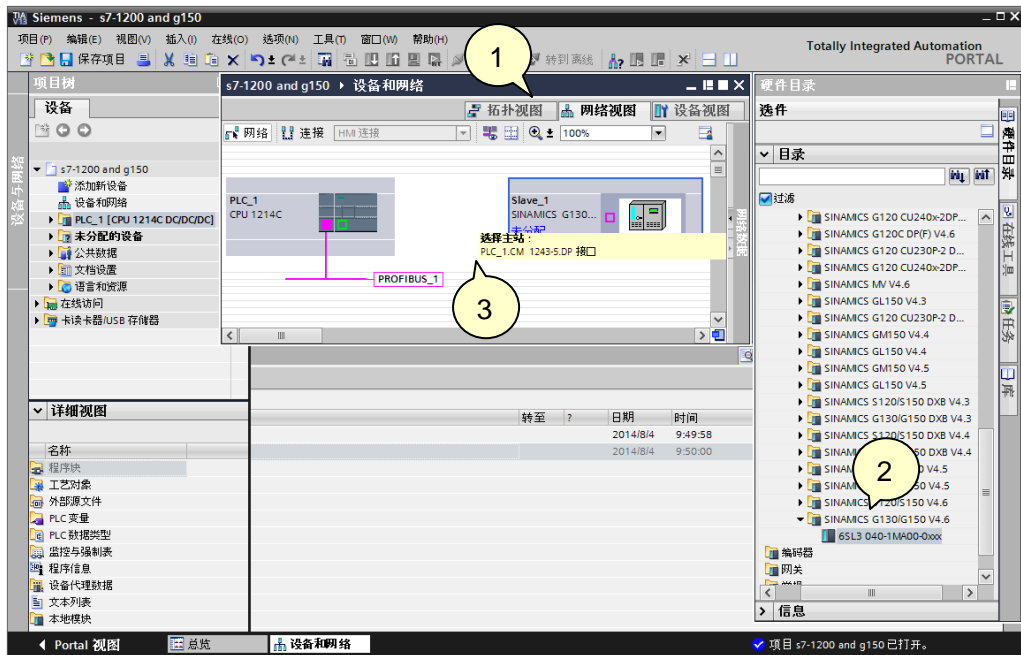 Siemens - s7-1200 and g150
项目(P) 编辑(E) 视图(V) 插入(I) 在线(O) 选项(N) 工具(T) 窗口(W) 帮助(H)
Totally Integrated Automation
PORTAL
保存项目
转到离线
1
项目树
s7-1200 and g150 ▸ 设备和网络
硬件目录
设备
拓扑视图 网络视图 设备视图
选件
网络 连接 HMI 连接 100%
目录
过滤
设备与网络
s7-1200 and g150
添加新设备
设备和网络
PLC_1 [CPU 1214C DC/DC/DC]
未分配的设备
公共数据
文档设置
语言和资源
在线访问
卡读卡器/USB 存储器
PLC_1
CPU 1214C
Slave_1
SINAMICS G130...
未分配
选择主站：
PLC_1.CM 1243-5.DP 接口
PROFIBUS_1
3
网络数据
SINAMICS G120 CU240x-2DP...
SINAMICS G120C DP(F) V4.6
SINAMICS G120 CU230P-2 D...
SINAMICS G120 CU240x-2DP...
SINAMICS MV V4.6
SINAMICS GL150 V4.3
SINAMICS G120 CU230P-2 D...
SINAMICS GM150 V4.4
SINAMICS GL150 V4.4
SINAMICS GM150 V4.5
SINAMICS GL150 V4.5
SINAMICS S120/S150 DXB V4.3
SINAMICS G130/G150 DXB V4.3
SINAMICS S120/S150 DXB V4.4
50 DXB V4.4
V4.5
50 V4.5
SINAMICS S120/S150 V4.6
SINAMICS G130/G150 V4.6
6SL3 040-1MA00-0xxx
编码器
网关
2
信息
硬件目录
在线工具
任务
库
详细视图
名称
程序块
工艺对象
外部源文件
PLC 变量
PLC 数据类型
监控与强制表
程序信息
设备代理数据
文本列表
本地模块
转至 ? 日期 时间
2014/8/4 9:49:58
2014/8/4 9:50:00
Portal 视图 总览 设备和网络
项目 s7-1200 and g150 已打开。